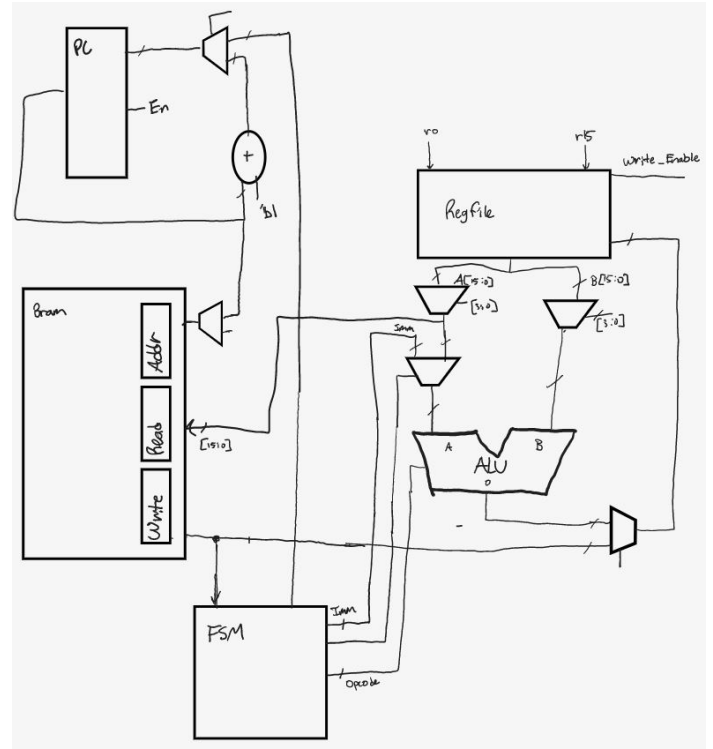 PC
En
+
'b1
r0
r15
Write_Enable
Regfile
A[15:0]
B[15:0]
[3:0]
[3:0]
Imm
Bram
Addr
Read
Write
[15:0]
A
B
ALU
O
FSM
Imm
Opcode